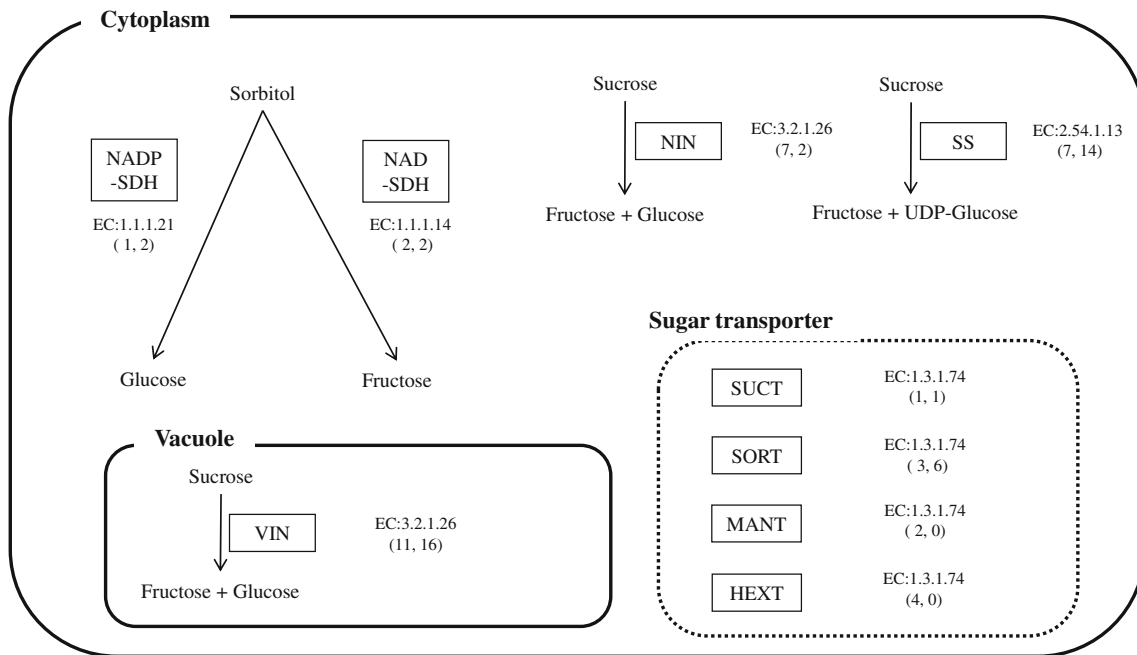 Cytoplasm
Sorbitol
NADP
-SDH
EC:1.1.1.21
( 1, 2)
NAD
-SDH
EC:1.1.1.14
( 2, 2)
Glucose
Fructose
Sucrose
NIN
EC:3.2.1.26
(7, 2)
Fructose + Glucose
Sucrose
SS
EC:2.54.1.13
(7, 14)
Fructose + UDP-Glucose
Vacuole
Sucrose
VIN
EC:3.2.1.26
(11, 16)
Fructose + Glucose
Sugar transporter
SUCT
EC:1.3.1.74
(1, 1)
SORT
EC:1.3.1.74
( 3, 6)
MANT
EC:1.3.1.74
( 2, 0)
HEXT
EC:1.3.1.74
(4, 0)